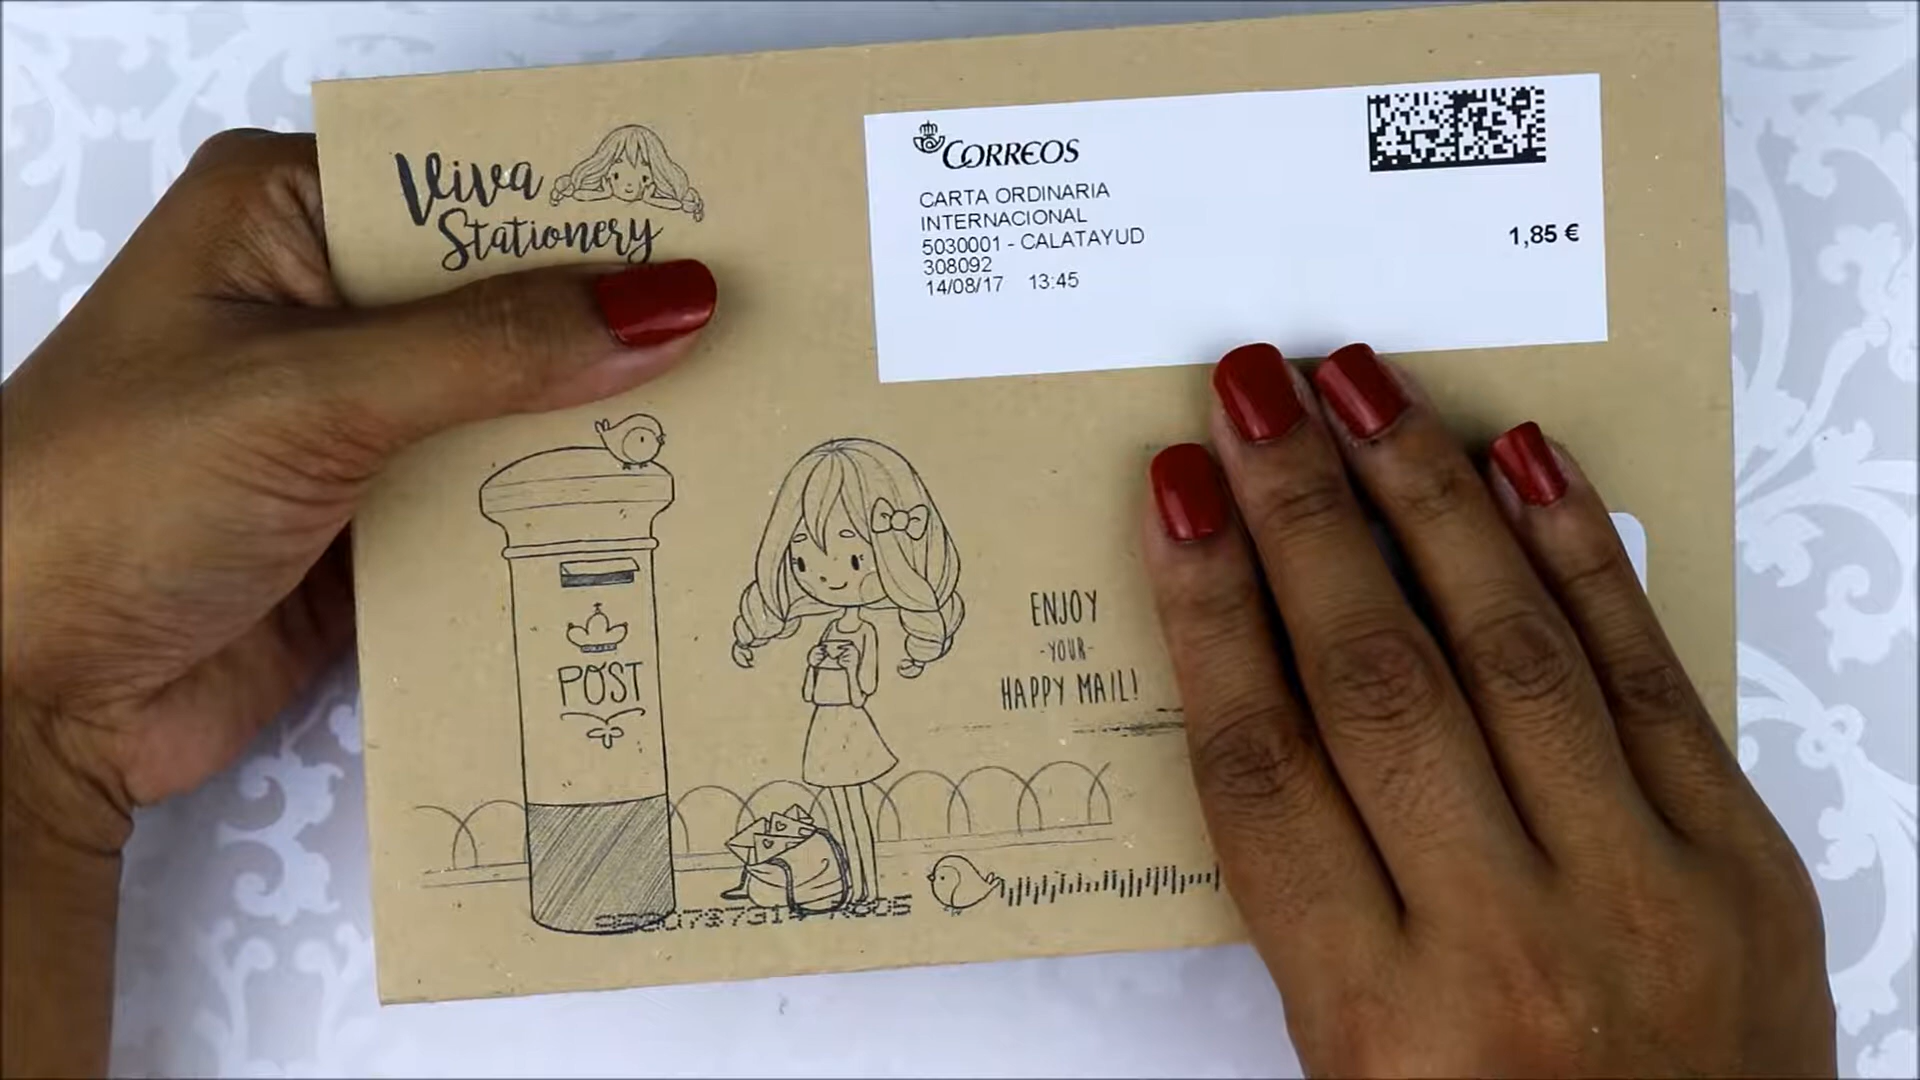 Viva
Stationery
CORREOS
CARTA ORDINARIA
INTERNACIONAL
5030001 - CALATAYUD
308092
14/08/17 13:45
1,85 €
POST
ENJOY
-YOUR-
HAPPY MAIL!